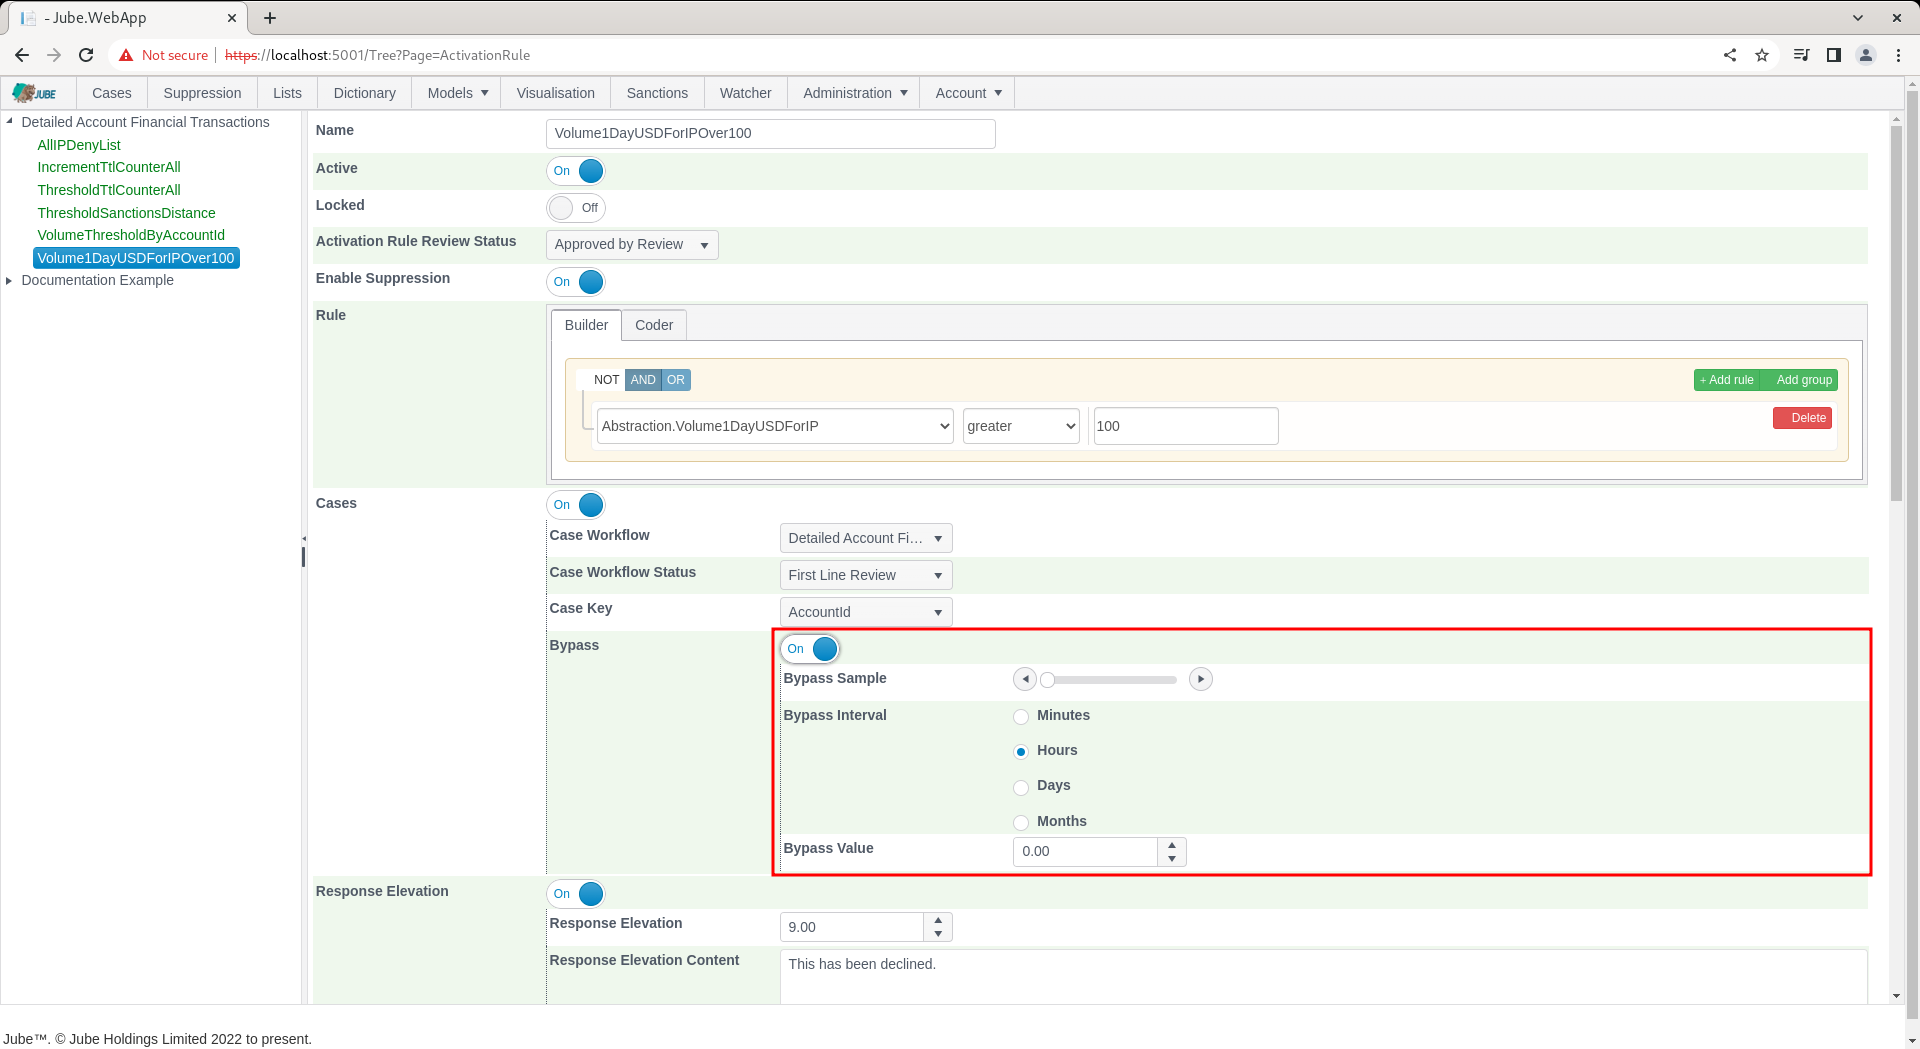 - Jube.WebApp
Not secure https://localhost:5001/Tree?Page=ActivationRule
JUBE Cases Suppression Lists Dictionary Models Visualisation Sanctions Watcher Administration Account
Detailed Account Financial Transactions
AllIPDenyList
IncrementTtlCounterAll
ThresholdTtlCounterAll
ThresholdSanctionsDistance
VolumeThresholdByAccountId
Volume1DayUSDForIPOver100
Documentation Example
Name Volume1DayUSDForIPOver100
Active On
Locked Off
Activation Rule Review Status Approved by Review
Enable Suppression On
Rule Builder Coder
NOT AND OR + Add rule Add group
Abstraction.Volume1DayUSDForIP greater 100 Delete
Cases On
Case Workflow Detailed Account Fi...
Case Workflow Status First Line Review
Case Key AccountId
Bypass On
Bypass Sample
Bypass Interval Minutes
Hours
Days
Months
Bypass Value 0.00
Response Elevation On
Response Elevation 9.00
Response Elevation Content This has been declined.
Jube™. © Jube Holdings Limited 2022 to present.